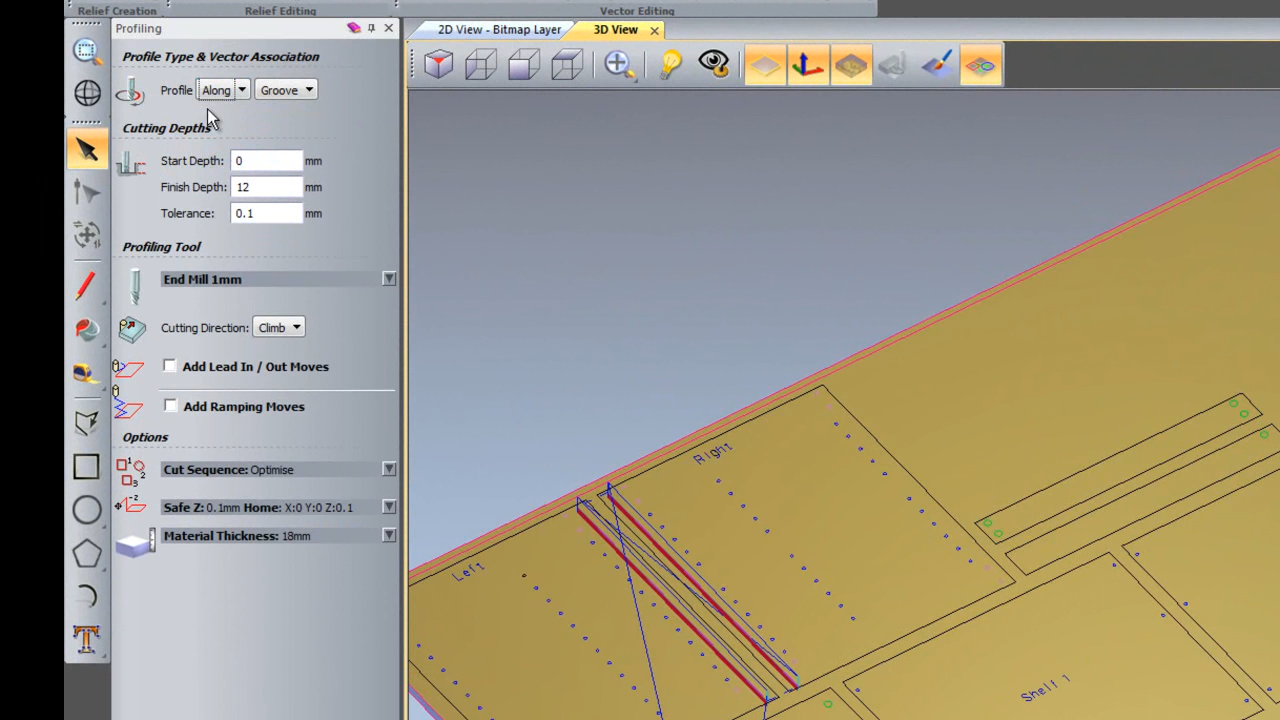 Relief Creation Relief Editing Vector Editing
Profiling
2D View - Bitmap Layer 3D View
Profile Type & Vector Association
Profile Along Groove
Cutting Depths
Start Depth: 0 mm
Finish Depth: 12 mm
Tolerance: 0.1 mm
Profiling Tool
End Mill 1mm
Cutting Direction: Climb
Add Lead In / Out Moves
Add Ramping Moves
Options
Cut Sequence: Optimise
Safe Z: 0.1mm Home: X:0 Y:0 Z:0.1
Material Thickness: 18mm
Right
Left
Shelf 1
T